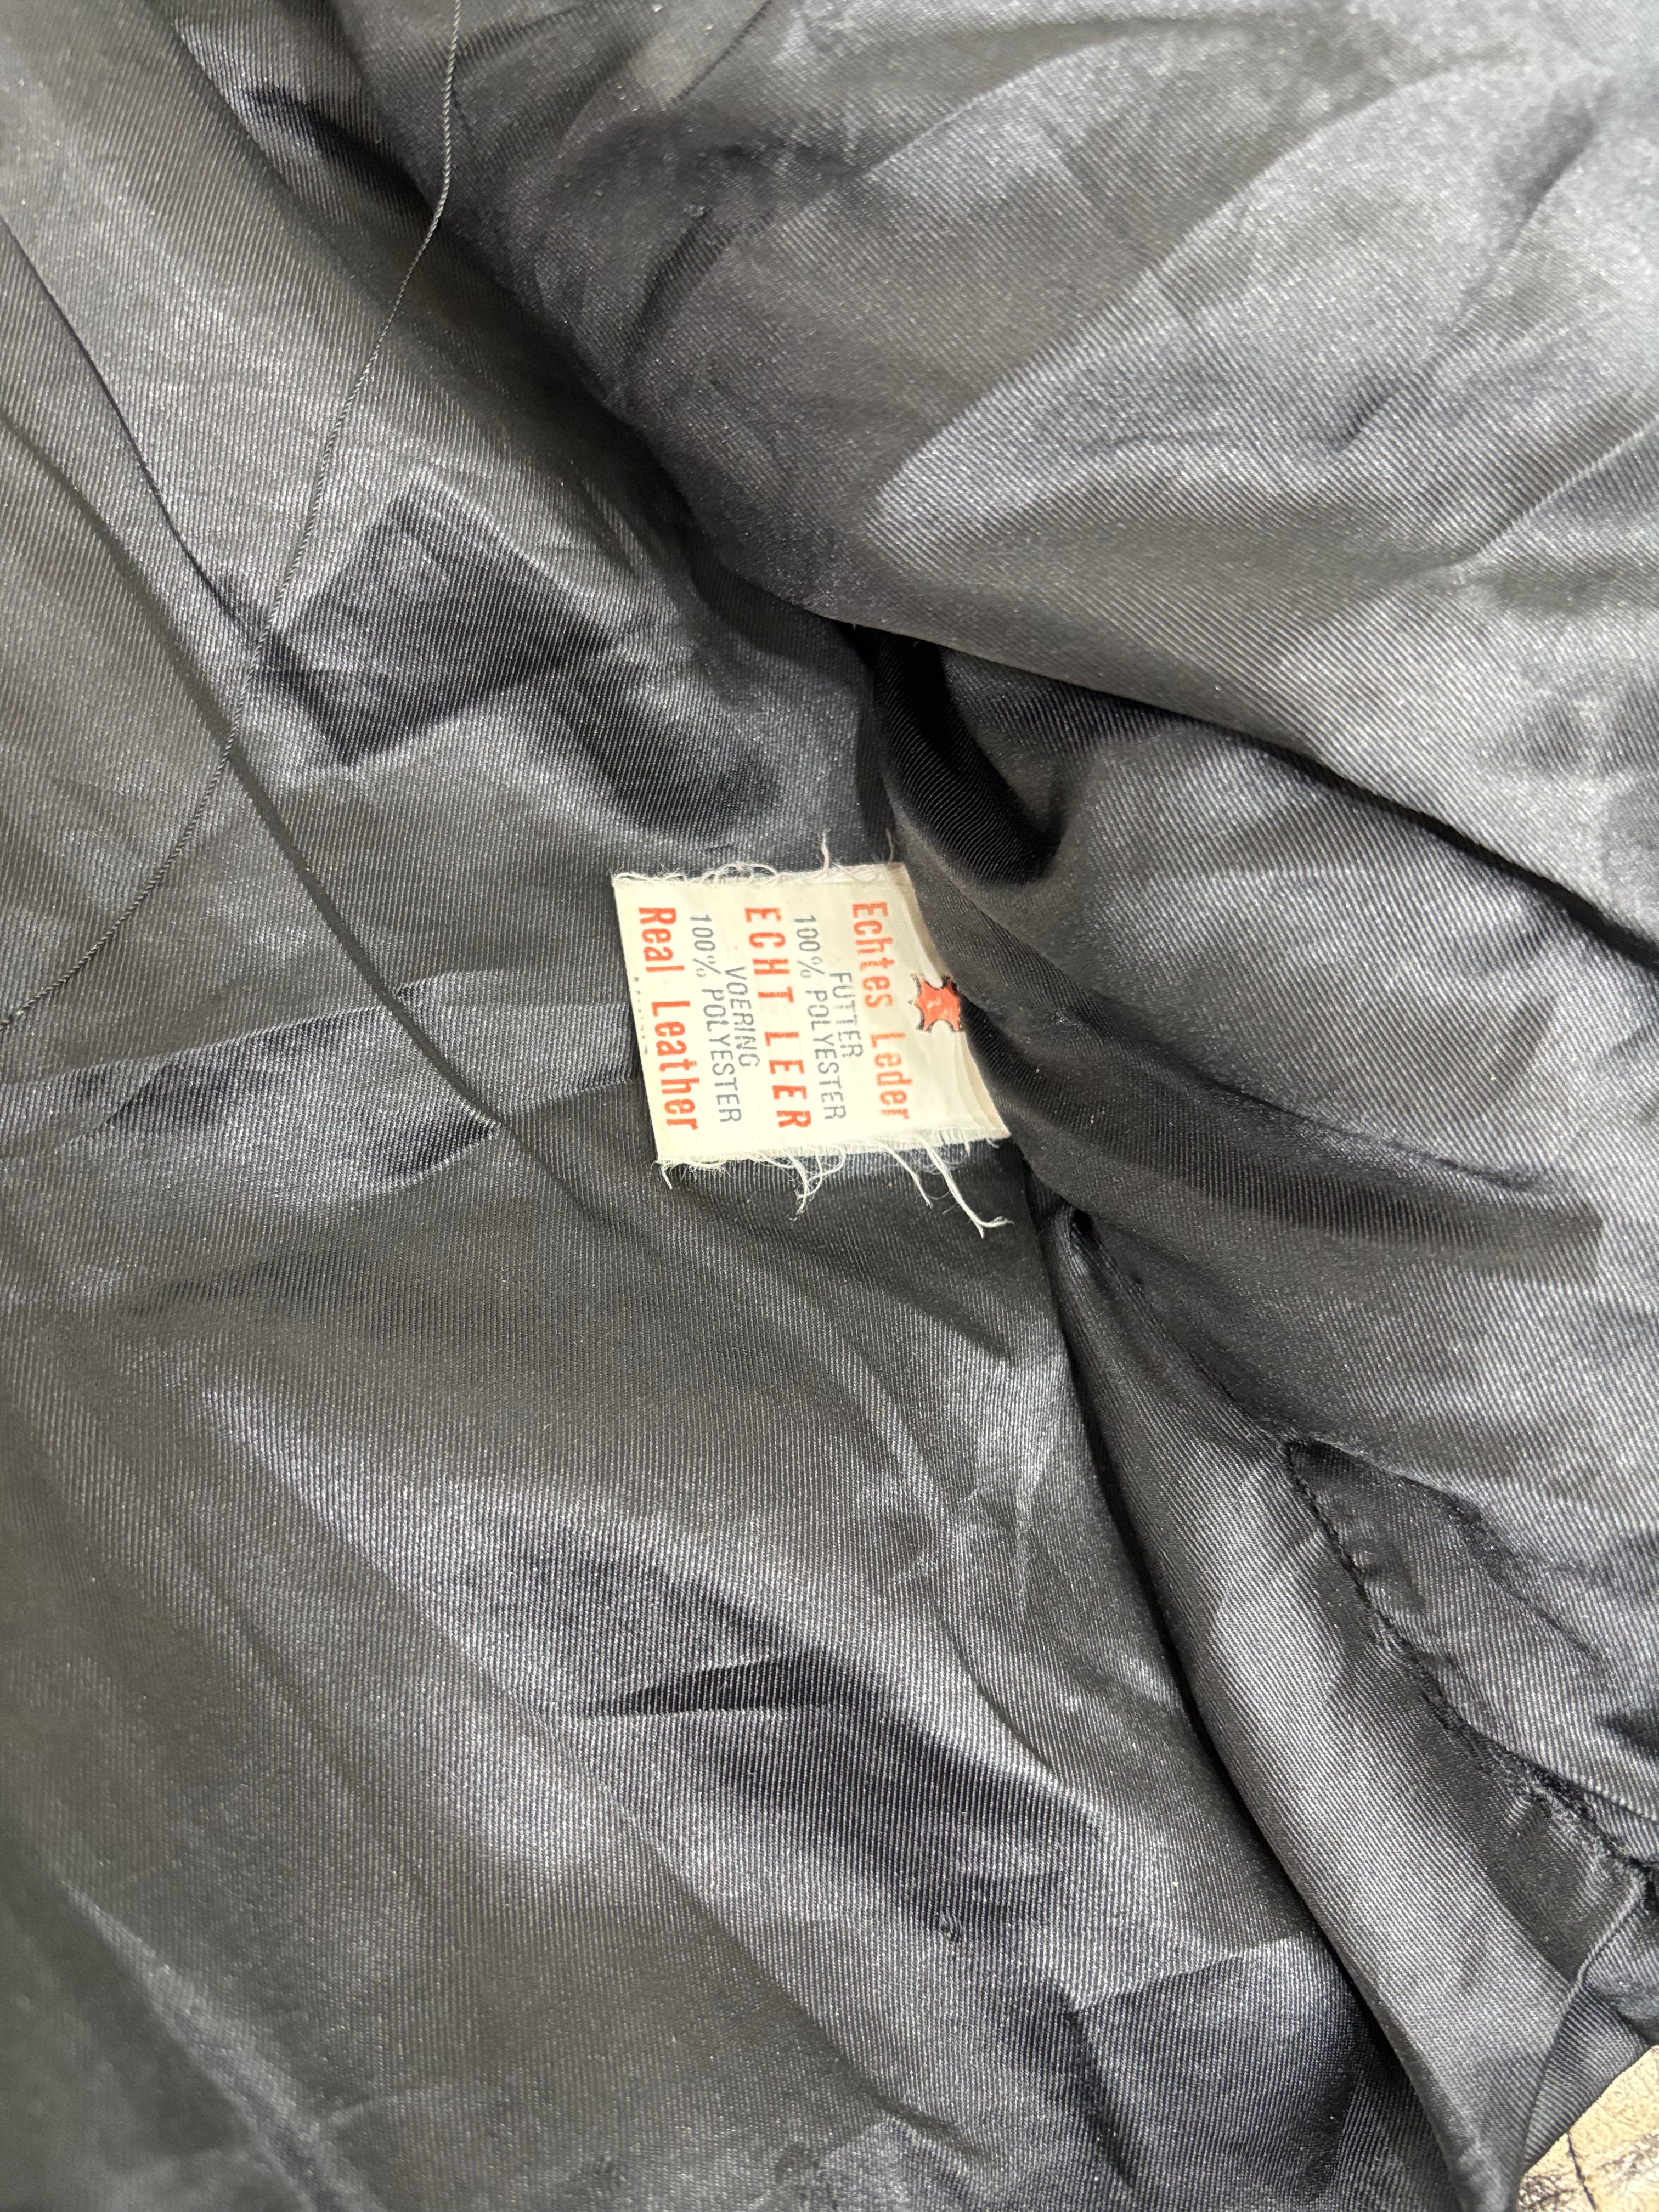 Echtes Leder
FUTTER
100% POLYESTER
ECHT LEER
VOERING
100% POLYESTER
Real Leather